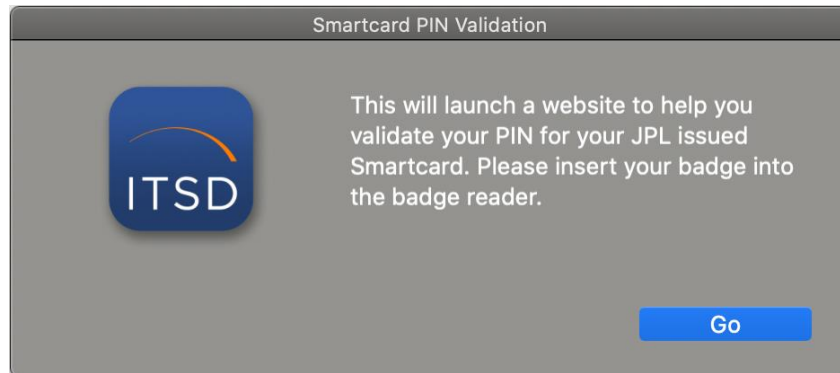 Smartcard PIN Validation
This will launch a website to help you
validate your PIN for your JPL issued
Smartcard. Please insert your badge into
the badge reader.
ITSD
Go